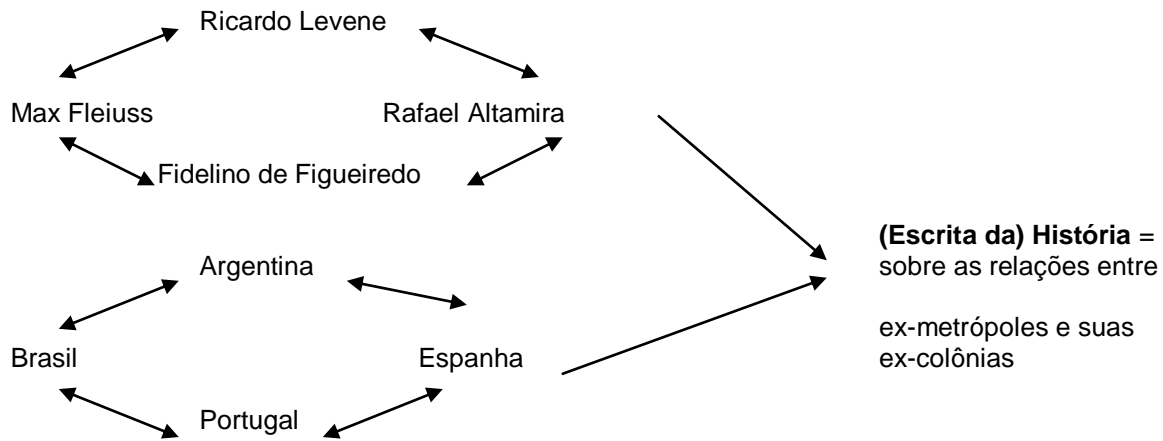 Ricardo Levene
Max Fleiuss
Rafael Altamira
Fidelino de Figueiredo
Argentina
Brasil
Espanha
Portugal
(Escrita da) História =
sobre as relações entre
ex-metrópoles e suas
ex-colônias